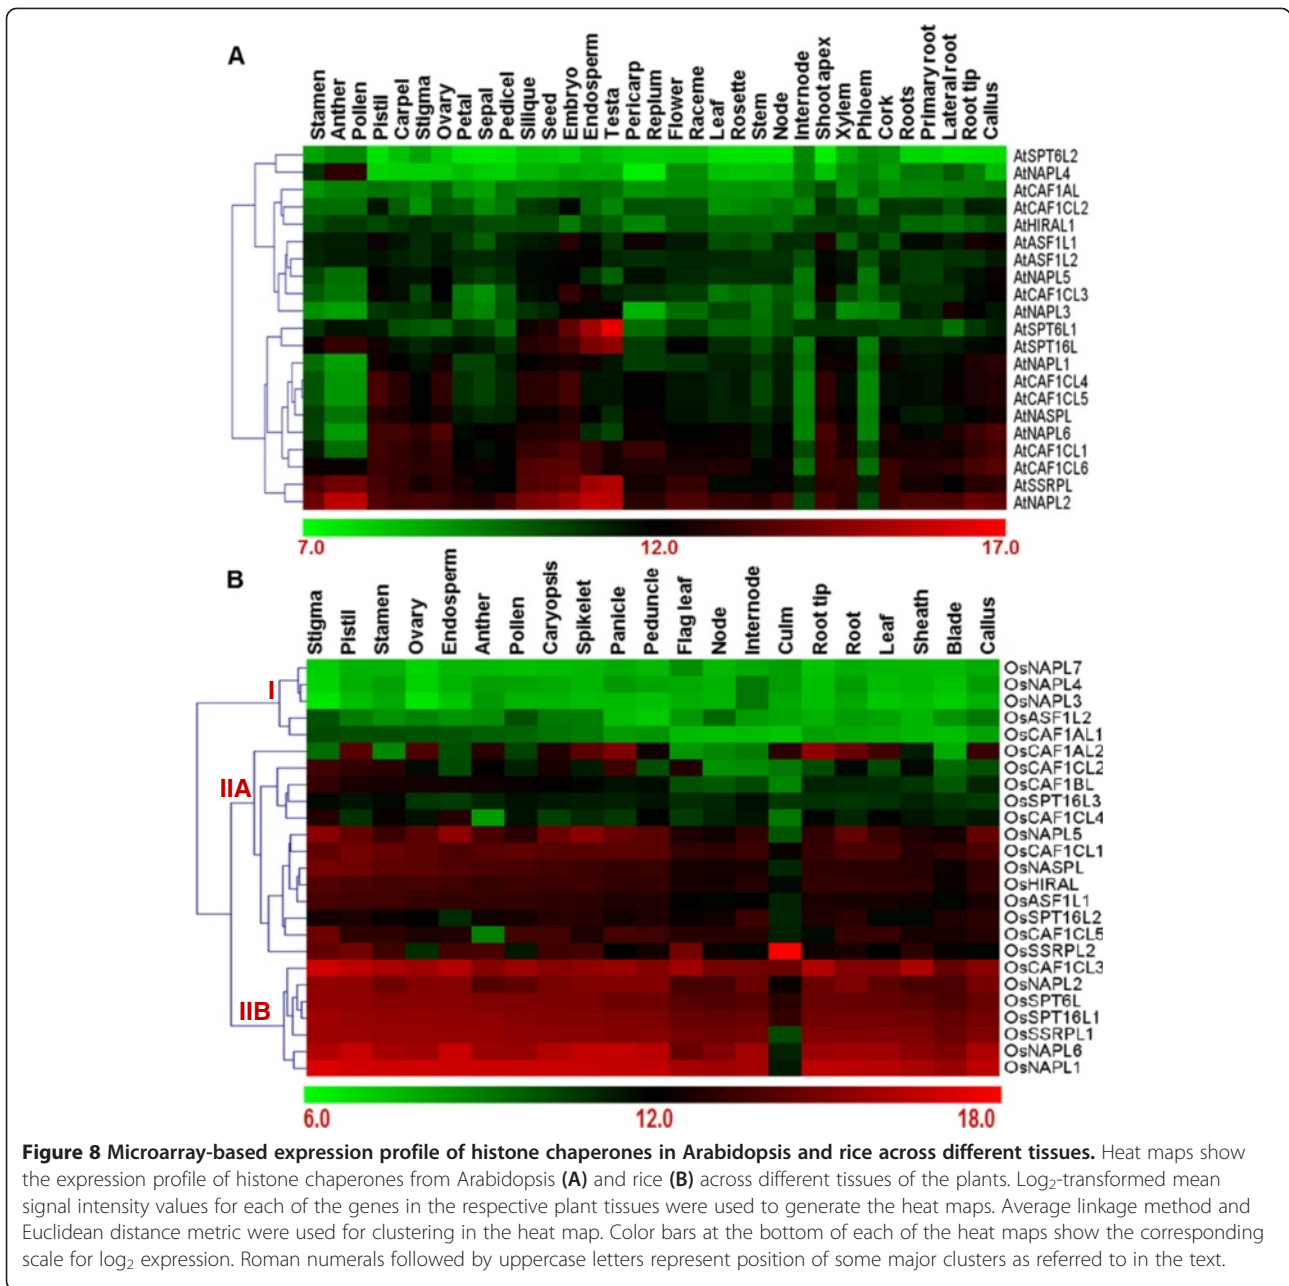 A
Stamen
Anther
Pollen
Pistil
Carpel
Stigma
Ovary
Petal
Sepal
Pedicel
Silique
Seed
Embryo
Endosperm
Testa
Pericarp
Replum
Flower
Raceme
Leaf
Rosette
Stem
Node
Internode
Shoot apex
Xylem
Phloem
Cork
Roots
Primary root
Lateral root
Root tip
Callus
AtSPT6L2
AtNAPL4
AtCAF1AL
AtCAF1CL2
AtHIRAL1
AtASF1L1
AtASF1L2
AtNAPL5
AtCAF1CL3
AtNAPL3
AtSPT6L1
AtSPT16L
AtNAPL1
AtCAF1CL4
AtCAF1CL5
AtNASPL
AtNAPL6
AtCAF1CL1
AtCAF1CL6
AtSSRPL
AtNAPL2
7.0 12.0 17.0
B
Stigma
Pistil
Stamen
Ovary
Endosperm
Anther
Pollen
Caryopsis
Spikelet
Panicle
Peduncle
Flag leaf
Node
Internode
Culm
Root tip
Root
Leaf
Sheath
Blade
Callus
I
IIA
IIB
OsNAPL7
OsNAPL4
OsNAPL3
OsASF1L2
OsCAF1AL1
OsCAF1AL2
OsCAF1CL2
OsCAF1BL
OsSPT16L3
OsCAF1CL4
OsNAPL5
OsCAF1CL1
OsNASPL
OsHIRAL
OsASF1L1
OsSPT16L2
OsCAF1CL5
OsSSRPL2
OsCAF1CL3
OsNAPL2
OsSPT6L
OsSPT16L1
OsSSRPL1
OsNAPL6
OsNAPL1
6.0 12.0 18.0
Figure 8 Microarray-based expression profile of histone chaperones in Arabidopsis and rice across different tissues. Heat maps show
the expression profile of histone chaperones from Arabidopsis (A) and rice (B) across different tissues of the plants. Log₂-transformed mean
signal intensity values for each of the genes in the respective plant tissues were used to generate the heat maps. Average linkage method and
Euclidean distance metric were used for clustering in the heat map. Color bars at the bottom of each of the heat maps show the corresponding
scale for log₂ expression. Roman numerals followed by uppercase letters represent position of some major clusters as referred to in the text.